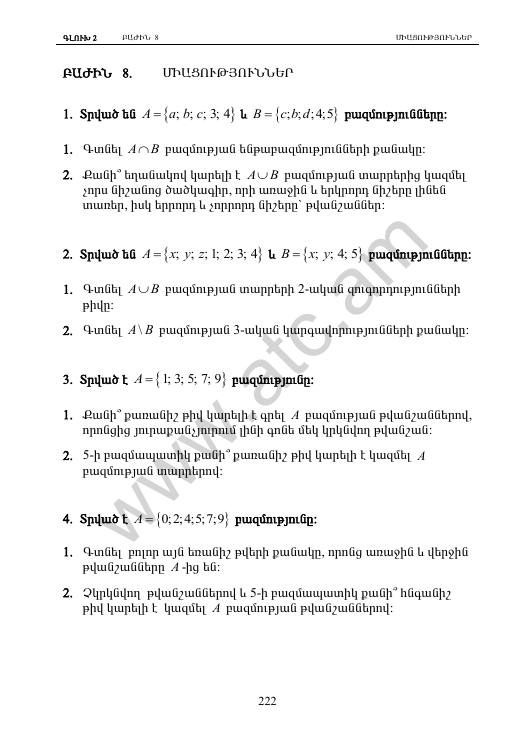 ԳԼՈՒԽ 2 ԲԱԺԻՆ 8 ՄԻԱՑՈՒԹՅՈՒՆՆԵՐ
ԲԱԺԻՆ 8. ՄԻԱՑՈՒԹՅՈՒՆՆԵՐ
1. Տրված են A={a; b; c; 3; 4} և B={c;b;d;4;5} բազմությունները:
1. Գտնել A∩B բազմության ենթաբազմությունների քանակը:
2. Քանի՞ եղանակով կարելի է A∪B բազմության տարրերից կազմել
չորս նիշանոց ծածկագիր, որի առաջին և երկրորդ նիշերը լինեն
տառեր, իսկ երրորդ և չորրորդ նիշերը՝ թվանշաններ:
2. Տրված են A={x; y; z; 1; 2; 3; 4} և B={x; y; 4; 5} բազմությունները:
1. Գտնել A∪B բազմության տարրերի 2-ական զուգորդությունների
թիվը:
2. Գտնել A\B բազմության 3-ական կարգավորությունների քանակը:
3. Տրված է A={1; 3; 5; 7; 9} բազմությունը:
1. Քանի՞ քառանիշ թիվ կարելի է գրել A բազմության թվանշաններով,
որոնցից յուրաքանչյուրում լինի գոնե մեկ կրկնվող թվանշան:
2. 5-ի բազմապատիկ քանի՞ քառանիշ թիվ կարելի է կազմել A
բազմության տարրերով:
4. Տրված է A={0;2;4;5;7;9} բազմությունը:
1. Գտնել բոլոր այն եռանիշ թվերի քանակը, որոնց առաջին և վերջին
թվանշանները A -ից են:
2. Չկրկնվող թվանշաններով և 5-ի բազմապատիկ քանի՞ հնգանիշ
թիվ կարելի է կազմել A բազմության թվանշաններով:
222
www.atc.am